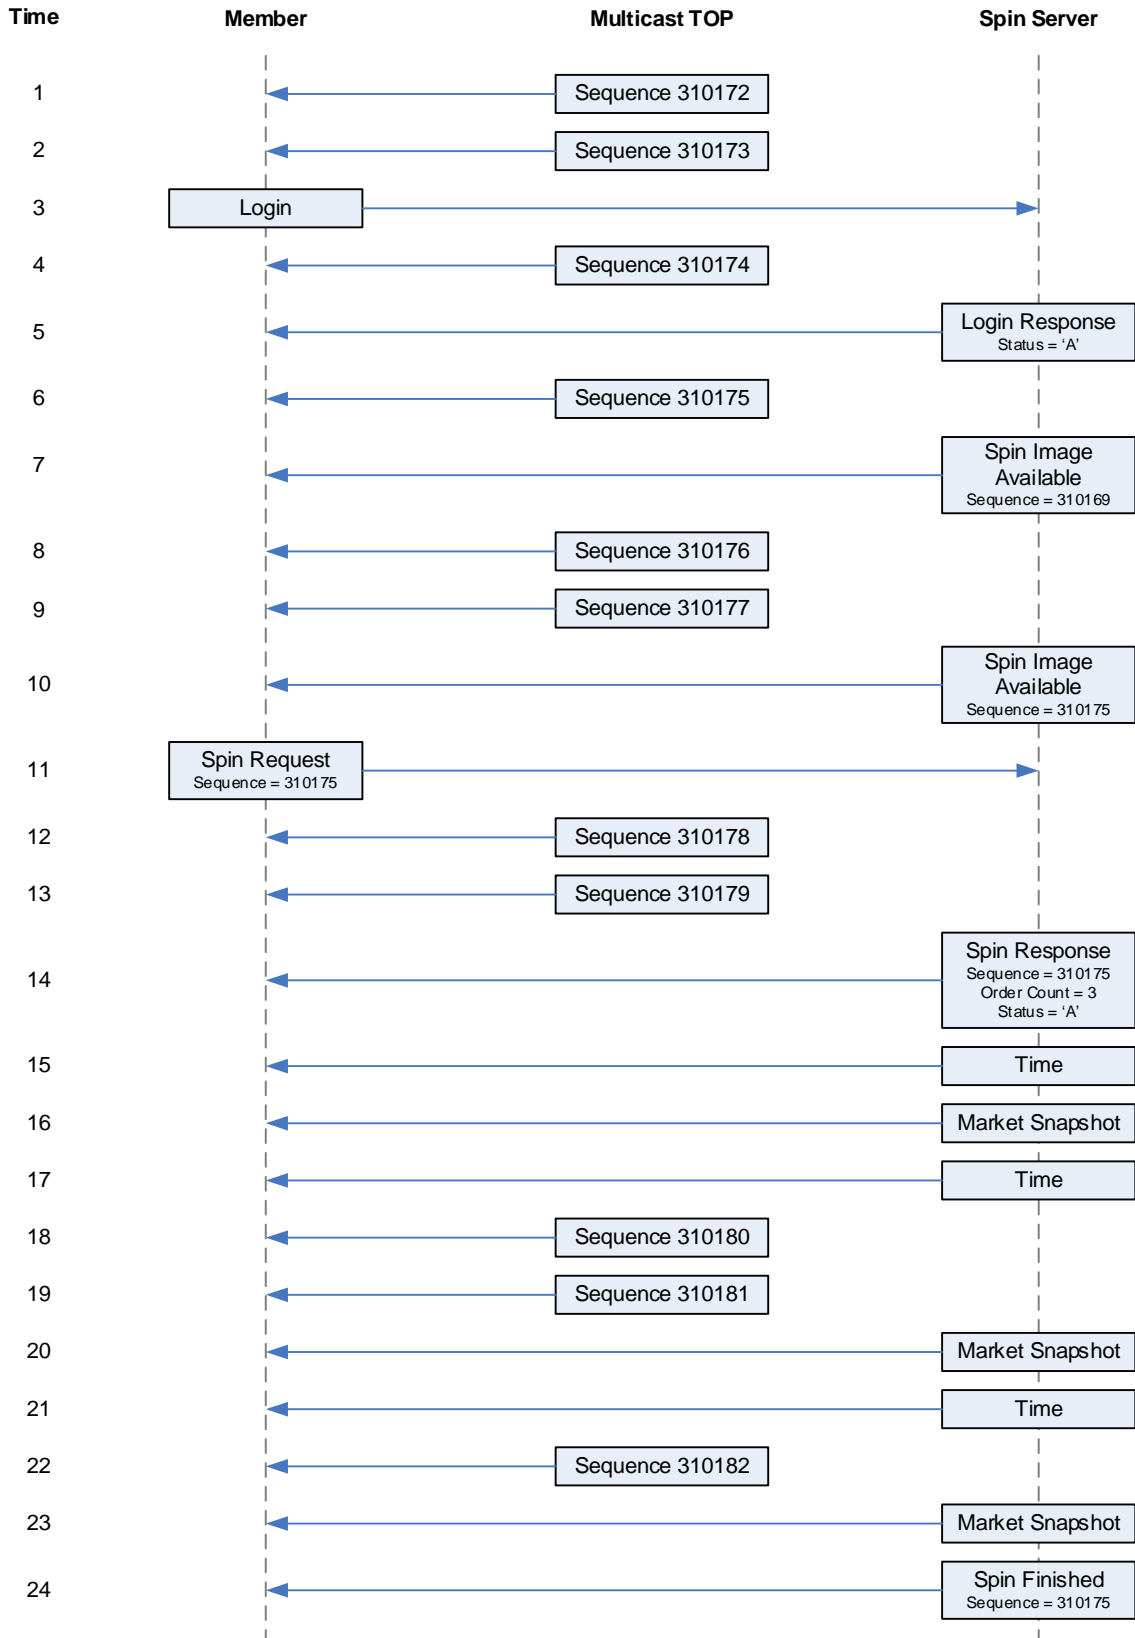 Time Member Multicast TOP Spin Server
1 Sequence 310172
2 Sequence 310173
3 Login
4 Sequence 310174
5 Login Response
Status = ‘A’
6 Sequence 310175
7 Spin Image
Available
Sequence = 310169
8 Sequence 310176
9 Sequence 310177
10 Spin Image
Available
Sequence = 310175
11 Spin Request
Sequence = 310175
12 Sequence 310178
13 Sequence 310179
14 Spin Response
Sequence = 310175
Order Count = 3
Status = ‘A’
15 Time
16 Market Snapshot
17 Time
18 Sequence 310180
19 Sequence 310181
20 Market Snapshot
21 Time
22 Sequence 310182
23 Market Snapshot
24 Spin Finished
Sequence = 310175